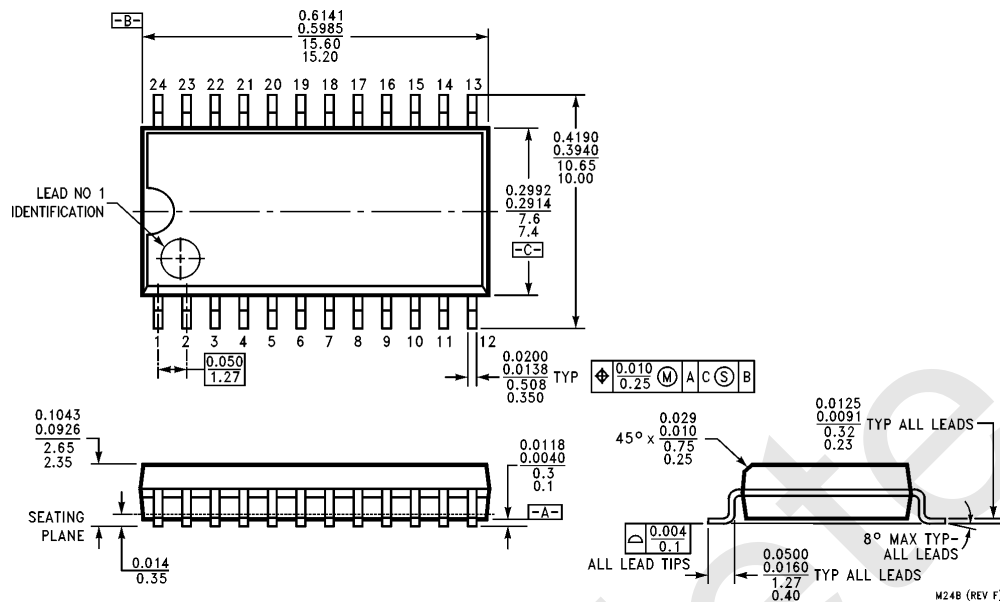 -B-
0.6141
0.5985
15.60
15.20
24 23 22 21 20 19 18 17 16 15 14 13
0.4190
0.3940
10.65
10.00
0.2992
0.2914
7.6
7.4
-C-
LEAD NO 1
IDENTIFICATION
1 2 3 4 5 6 7 8 9 10 11 12
0.050
1.27
0.0200
0.0138
0.508
0.350
TYP
⌖ 0.010 0.25 Ⓜ A C Ⓢ B
0.1043
0.0926
2.65
2.35
0.0118
0.0040
0.3
0.1
-A-
SEATING
PLANE
0.014
0.35
45° x
0.029
0.010
0.75
0.25
0.0125
0.0091
0.32
0.23
TYP ALL LEADS
0.004
0.1
ALL LEAD TIPS
0.0500
0.0160
1.27
0.40
TYP ALL LEADS
8° MAX TYP-
ALL LEADS
M24B (REV F)
ete